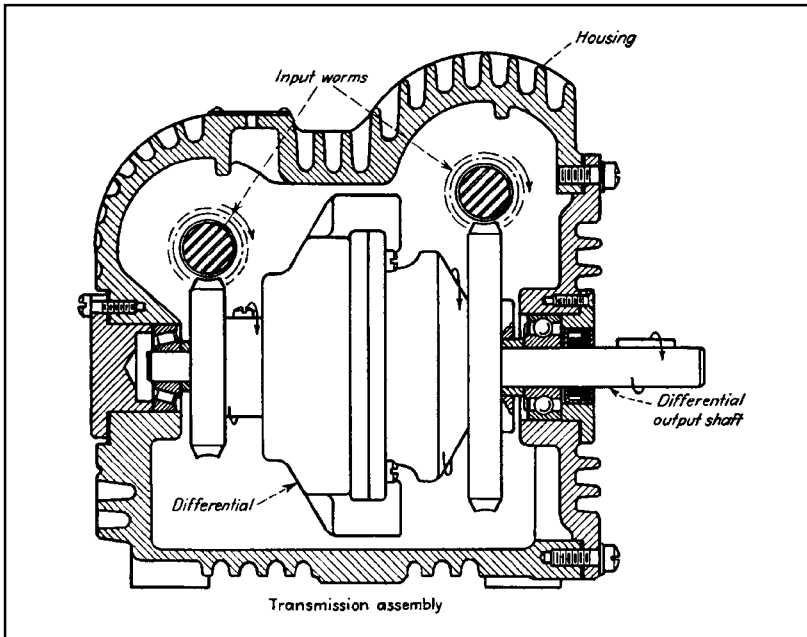 Housing
Input worms
Differential
output shaft
Differential
Transmission assembly